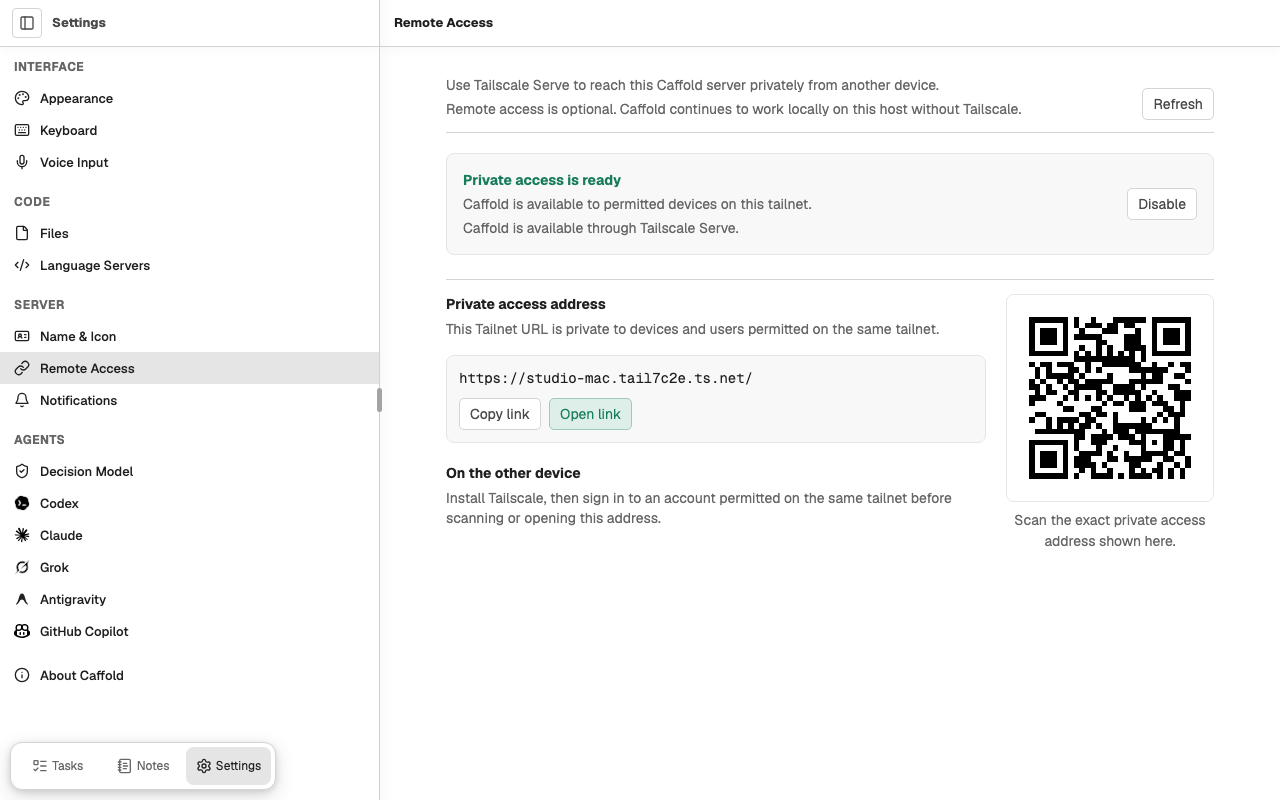 Settings
INTERFACE
Appearance
Keyboard
Voice Input
CODE
Files
Language Servers
SERVER
Name & Icon
Remote Access
Notifications
AGENTS
Decision Model
Codex
Claude
Grok
Antigravity
GitHub Copilot
About Caffold
Tasks
Notes
Settings
Remote Access
Use Tailscale Serve to reach this Caffold server privately from another device.
Remote access is optional. Caffold continues to work locally on this host without Tailscale.
Refresh
Private access is ready
Caffold is available to permitted devices on this tailnet.
Caffold is available through Tailscale Serve.
Disable
Private access address
This Tailnet URL is private to devices and users permitted on the same tailnet.
https://studio-mac.tail7c2e.ts.net/
Copy link
Open link
On the other device
Install Tailscale, then sign in to an account permitted on the same tailnet before
scanning or opening this address.
Scan the exact private access
address shown here.